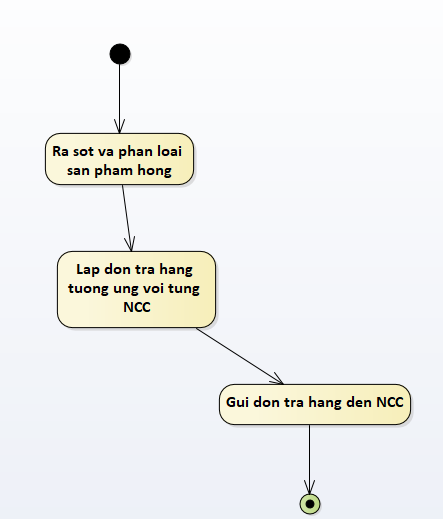 Ra sot va phan loai
san pham hong
Lap don tra hang
tuong ung voi tung
NCC
Gui don tra hang den NCC